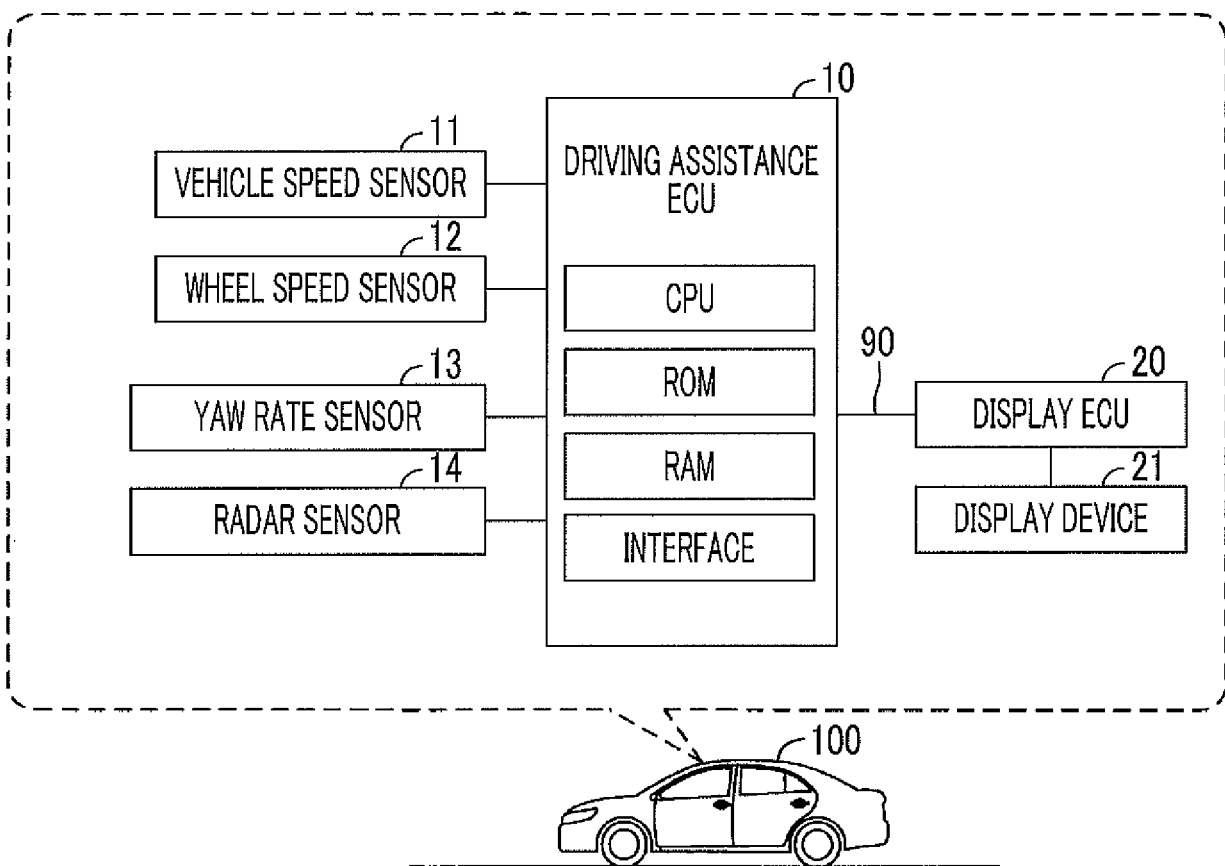 10
11
VEHICLE SPEED SENSOR
12
WHEEL SPEED SENSOR
13
YAW RATE SENSOR
14
RADAR SENSOR
DRIVING ASSISTANCE
ECU
CPU
ROM
RAM
INTERFACE
90
20
DISPLAY ECU
21
DISPLAY DEVICE
100